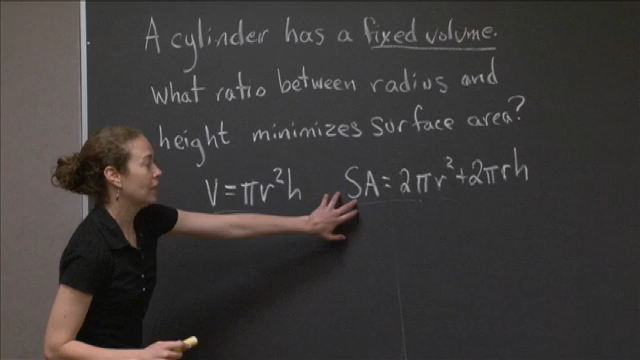 A cylinder has a fixed volume.
What ratio between radius and
height minimizes surface area?
V = πr²h SA = 2πr² + 2πrh